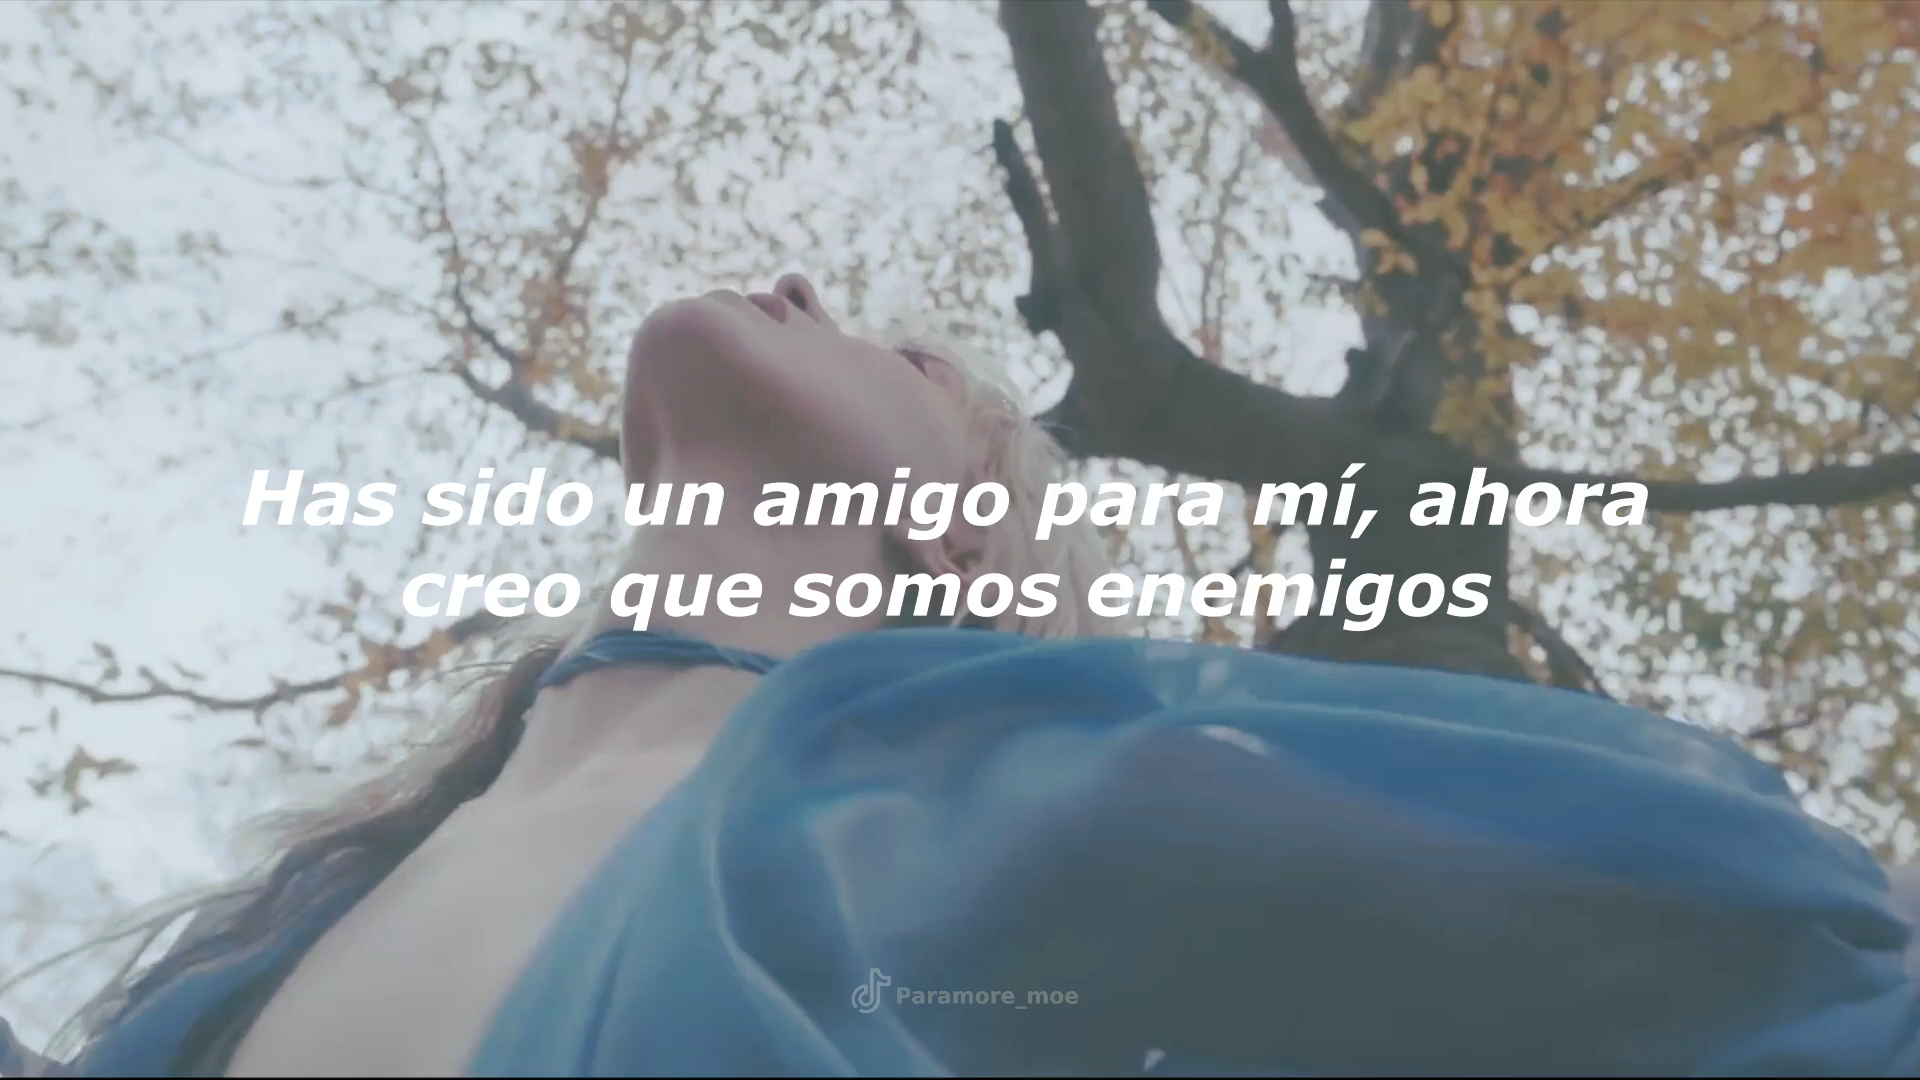 Has sido un amigo para mí, ahora
creo que somos enemigos
Paramore_moe